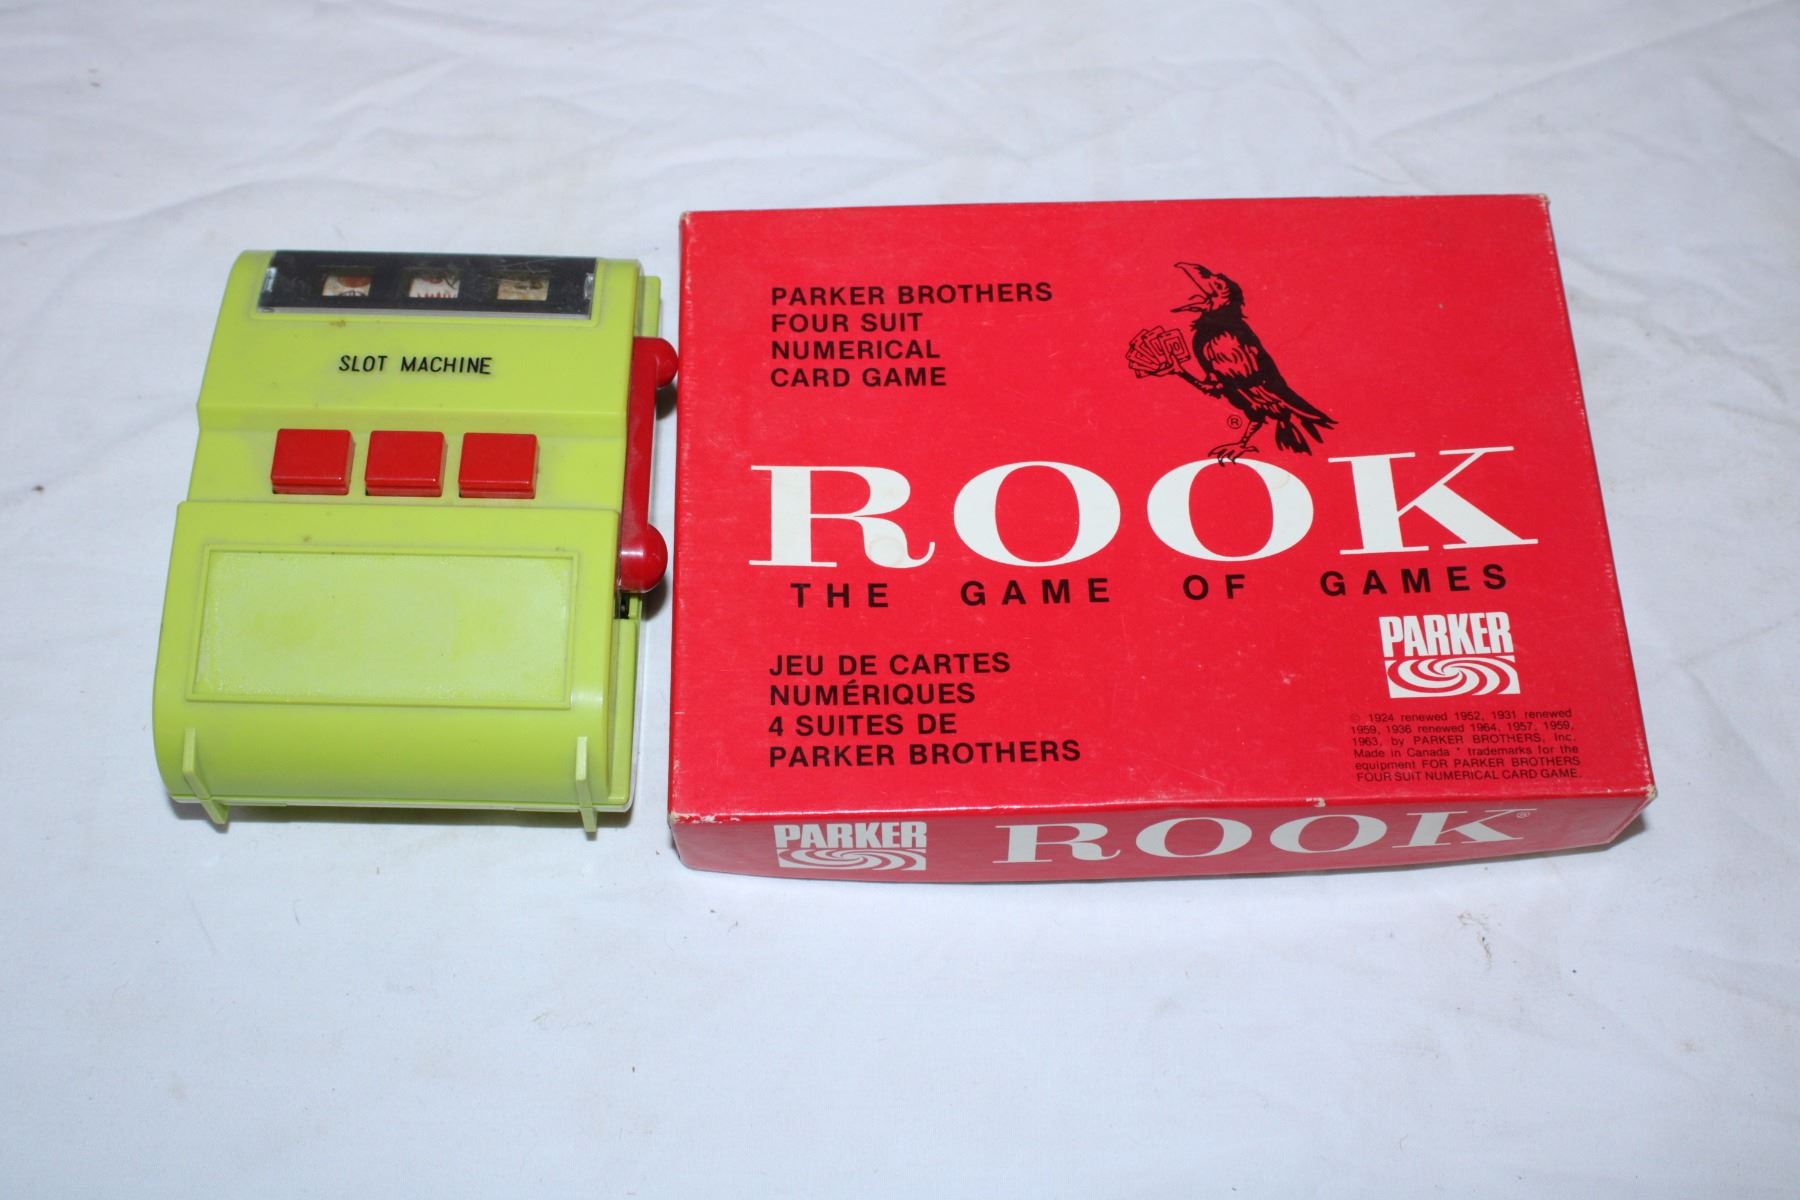 SLOT MACHINE
PARKER BROTHERS
FOUR SUIT
NUMERICAL
CARD GAME
®
ROOK
THE GAME OF GAMES
JEU DE CARTES
NUMÉRIQUES
4 SUITES DE
PARKER BROTHERS
PARKER
© 1924 renewed 1952, 1931 renewed
1959, 1936 renewed 1964, 1957, 1959,
1963, by PARKER BROTHERS, Inc.
Made in Canada * trademarks for the
equipment FOR PARKER BROTHERS
FOUR SUIT NUMERICAL CARD GAME.
PARKER ROOK®